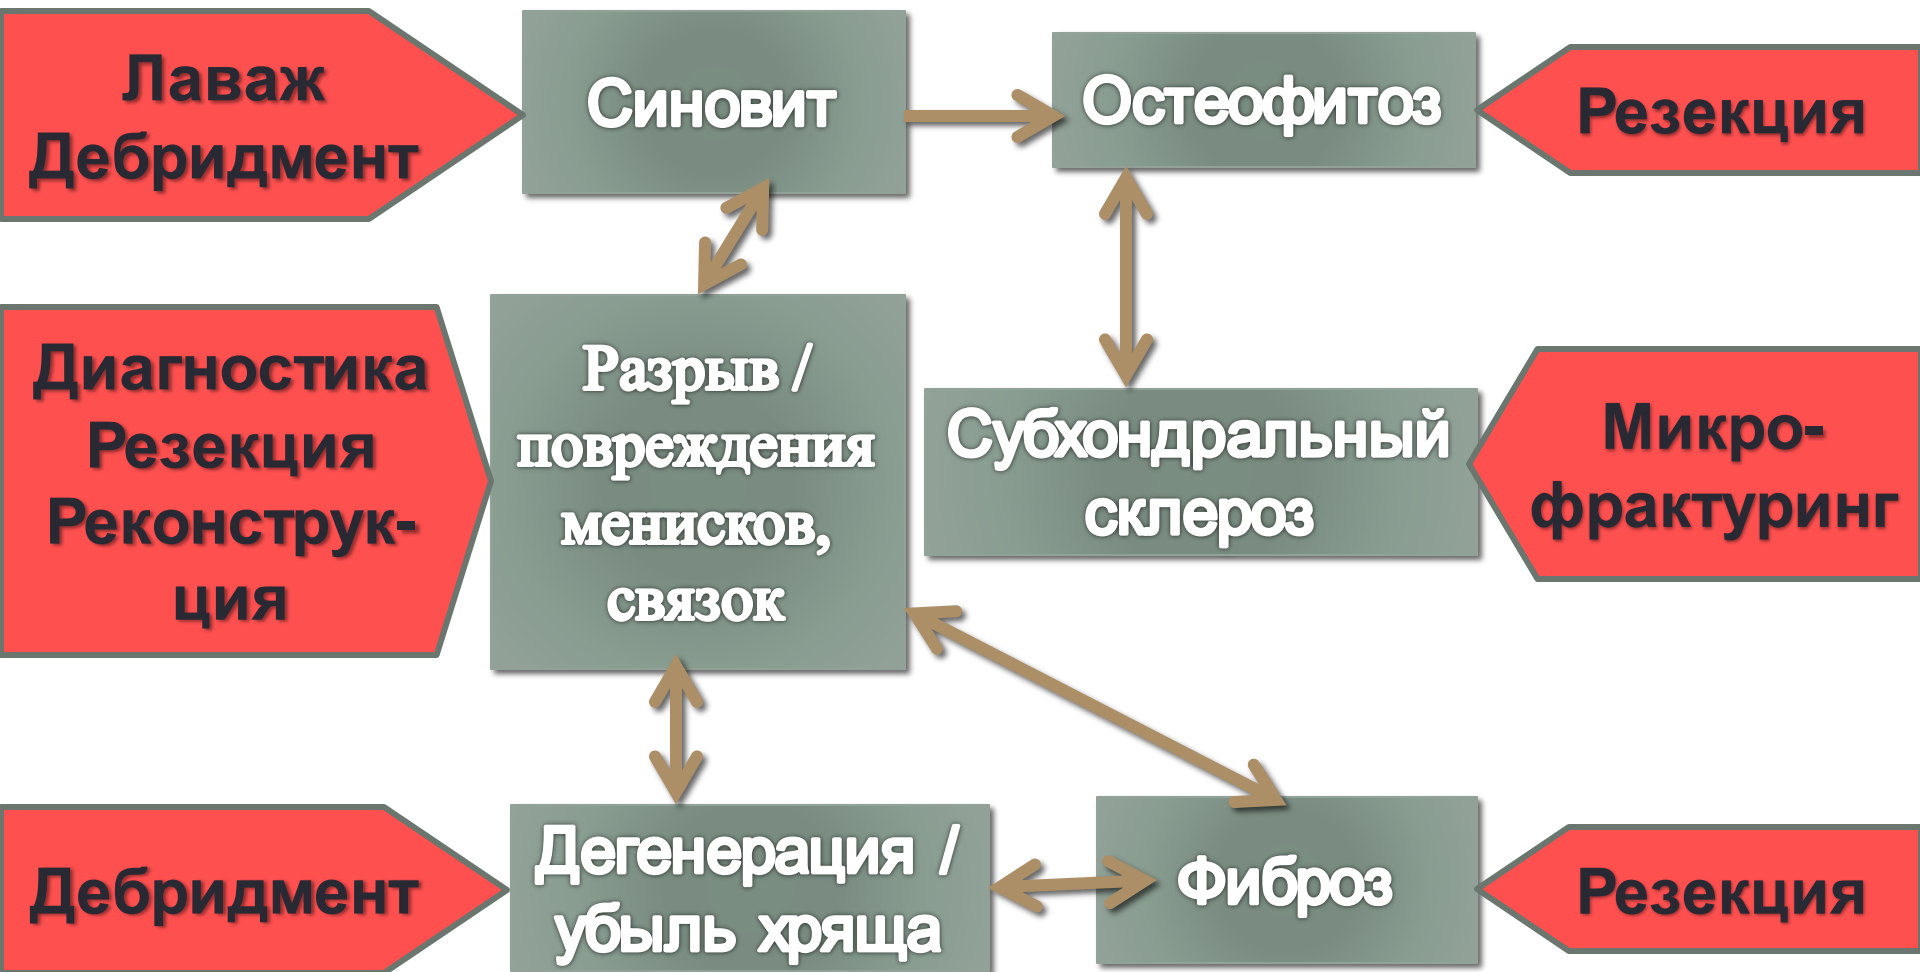 Лаваж
Дебридмент
Синовит
Остеофитоз
Резекция
Диагностика
Резекция
Реконструк-
ция
Разрыв /
повреждения
менисков,
связок
Субхондральный
склероз
Микро-
фрактуринг
Дебридмент
Дегенерация /
убыль хряща
Фиброз
Резекция